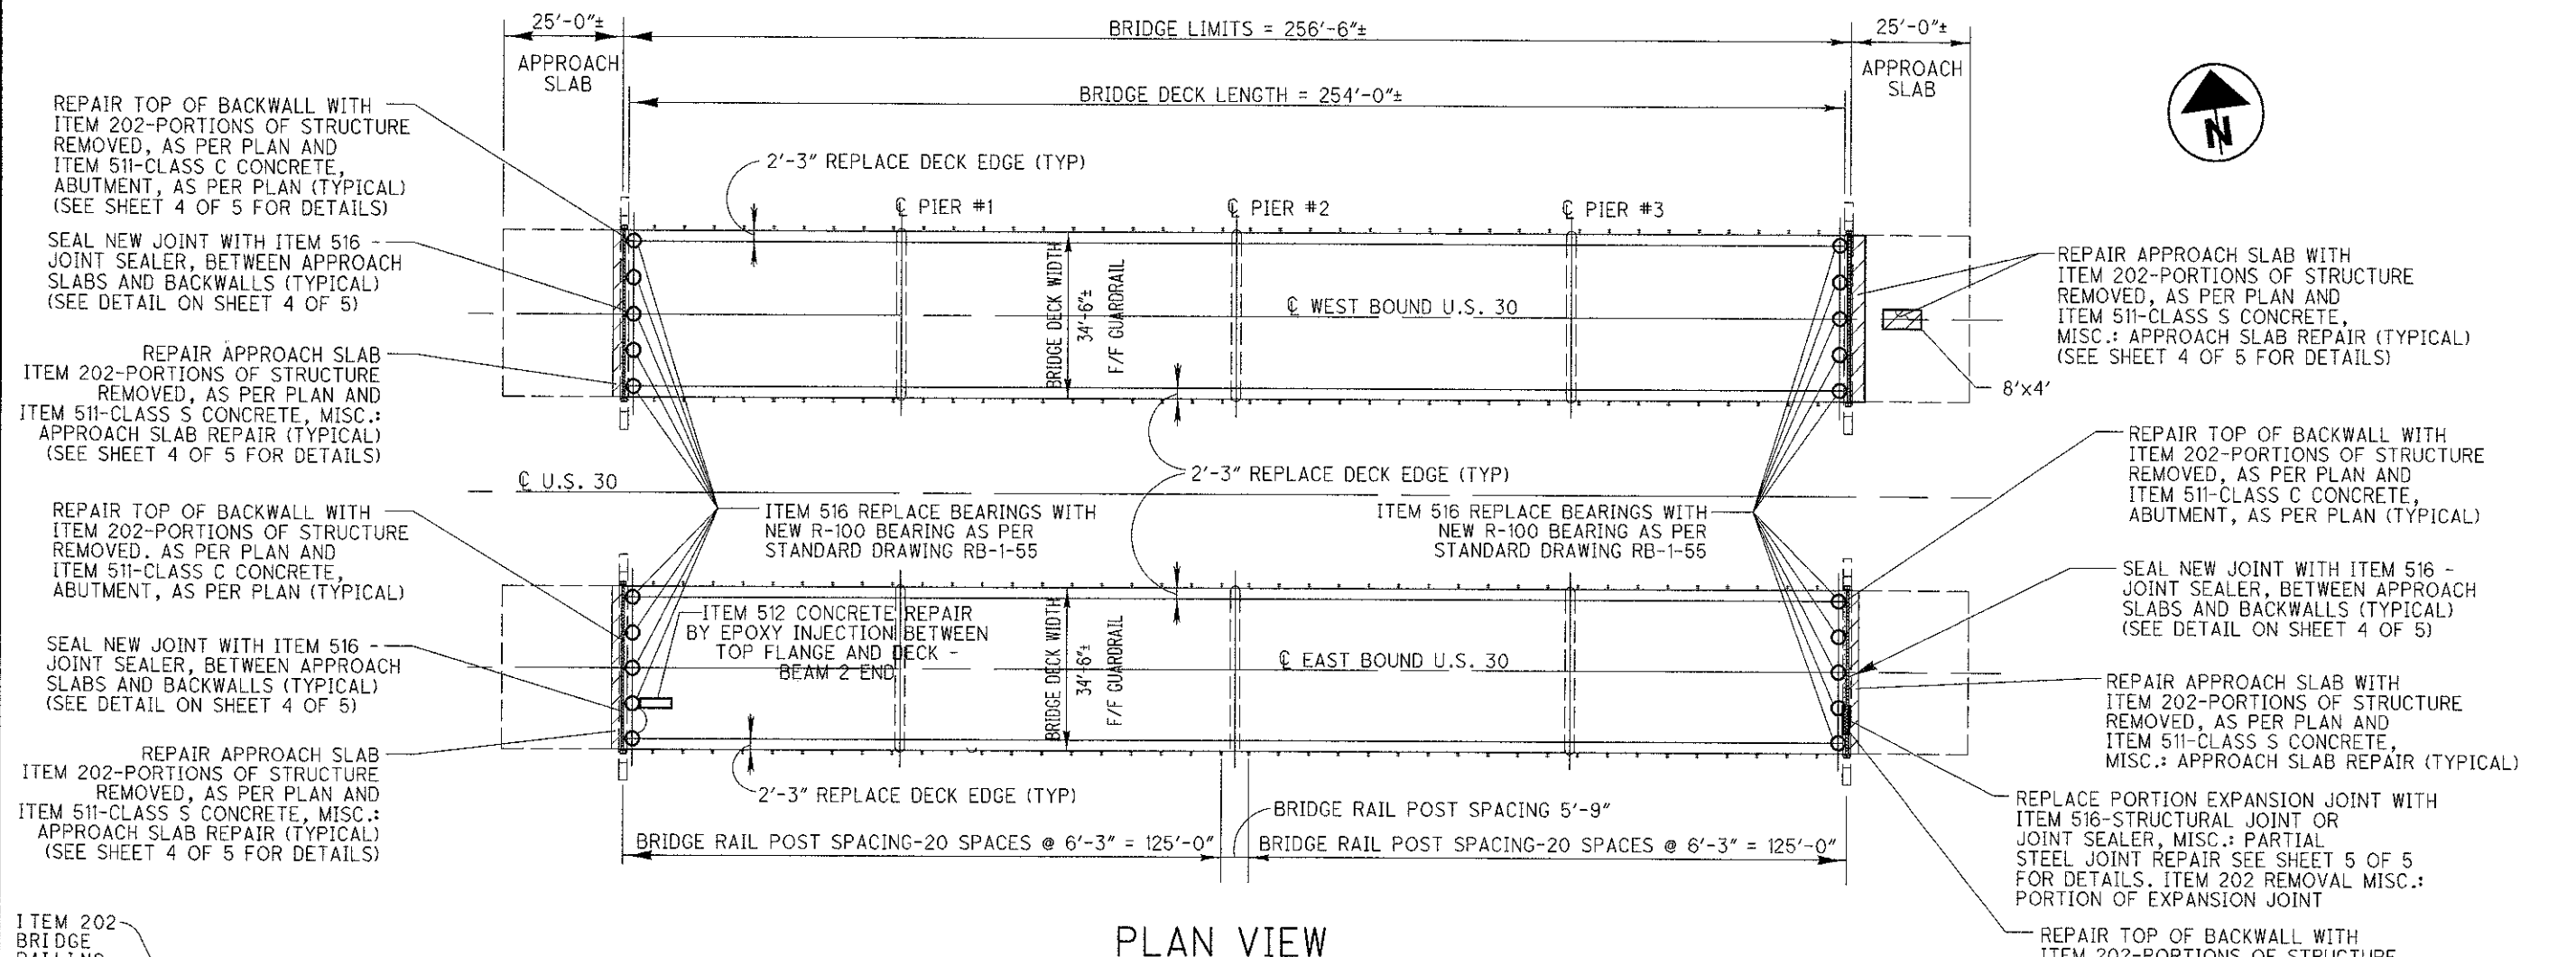 25'-0"±
BRIDGE LIMITS = 256'-6"±
25'-0"±
APPROACH
SLAB
APPROACH
SLAB
BRIDGE DECK LENGTH = 254'-0"±
N
REPAIR TOP OF BACKWALL WITH
ITEM 202-PORTIONS OF STRUCTURE
REMOVED, AS PER PLAN AND
ITEM 511-CLASS C CONCRETE,
ABUTMENT, AS PER PLAN (TYPICAL)
(SEE SHEET 4 OF 5 FOR DETAILS)
2'-3" REPLACE DECK EDGE (TYP)
℄ PIER #1
℄ PIER #2
℄ PIER #3
SEAL NEW JOINT WITH ITEM 516 -
JOINT SEALER, BETWEEN APPROACH
SLABS AND BACKWALLS (TYPICAL)
(SEE DETAIL ON SHEET 4 OF 5)
BRIDGE DECK WIDTH
34'-6"±
F/F GUARDRAIL
℄ WEST BOUND U.S. 30
REPAIR APPROACH SLAB WITH
ITEM 202-PORTIONS OF STRUCTURE
REMOVED, AS PER PLAN AND
ITEM 511-CLASS S CONCRETE,
MISC.: APPROACH SLAB REPAIR (TYPICAL)
(SEE SHEET 4 OF 5 FOR DETAILS)
8'x4'
REPAIR APPROACH SLAB
ITEM 202-PORTIONS OF STRUCTURE
REMOVED, AS PER PLAN AND
ITEM 511-CLASS S CONCRETE, MISC.:
APPROACH SLAB REPAIR (TYPICAL)
(SEE SHEET 4 OF 5 FOR DETAILS)
℄ U.S. 30
2'-3" REPLACE DECK EDGE (TYP)
REPAIR TOP OF BACKWALL WITH
ITEM 202-PORTIONS OF STRUCTURE
REMOVED, AS PER PLAN AND
ITEM 511-CLASS C CONCRETE,
ABUTMENT, AS PER PLAN (TYPICAL)
REPAIR TOP OF BACKWALL WITH
ITEM 202-PORTIONS OF STRUCTURE
REMOVED. AS PER PLAN AND
ITEM 511-CLASS C CONCRETE,
ABUTMENT, AS PER PLAN (TYPICAL)
ITEM 516 REPLACE BEARINGS WITH
NEW R-100 BEARING AS PER
STANDARD DRAWING RB-1-55
ITEM 516 REPLACE BEARINGS WITH
NEW R-100 BEARING AS PER
STANDARD DRAWING RB-1-55
SEAL NEW JOINT WITH ITEM 516 -
JOINT SEALER, BETWEEN APPROACH
SLABS AND BACKWALLS (TYPICAL)
(SEE DETAIL ON SHEET 4 OF 5)
ITEM 512 CONCRETE REPAIR
BY EPOXY INJECTION BETWEEN
TOP FLANGE AND DECK -
BEAM 2 END
BRIDGE DECK WIDTH
34'-6"±
F/F GUARDRAIL
℄ EAST BOUND U.S. 30
SEAL NEW JOINT WITH ITEM 516 -
JOINT SEALER, BETWEEN APPROACH
SLABS AND BACKWALLS (TYPICAL)
(SEE DETAIL ON SHEET 4 OF 5)
REPAIR APPROACH SLAB WITH
ITEM 202-PORTIONS OF STRUCTURE
REMOVED, AS PER PLAN AND
ITEM 511-CLASS S CONCRETE,
MISC.: APPROACH SLAB REPAIR (TYPICAL)
REPAIR APPROACH SLAB
ITEM 202-PORTIONS OF STRUCTURE
REMOVED, AS PER PLAN AND
ITEM 511-CLASS S CONCRETE, MISC.:
APPROACH SLAB REPAIR (TYPICAL)
(SEE SHEET 4 OF 5 FOR DETAILS)
2'-3" REPLACE DECK EDGE (TYP)
BRIDGE RAIL POST SPACING 5'-9"
BRIDGE RAIL POST SPACING-20 SPACES @ 6'-3" = 125'-0"
BRIDGE RAIL POST SPACING-20 SPACES @ 6'-3" = 125'-0"
REPLACE PORTION EXPANSION JOINT WITH
ITEM 516-STRUCTURAL JOINT OR
JOINT SEALER, MISC.: PARTIAL
STEEL JOINT REPAIR SEE SHEET 5 OF 5
FOR DETAILS. ITEM 202 REMOVAL MISC.:
PORTION OF EXPANSION JOINT
ITEM 202
BRIDGE
RAILING
PLAN VIEW
REPAIR TOP OF BACKWALL WITH
ITEM 202-PORTIONS OF STRUCTURE